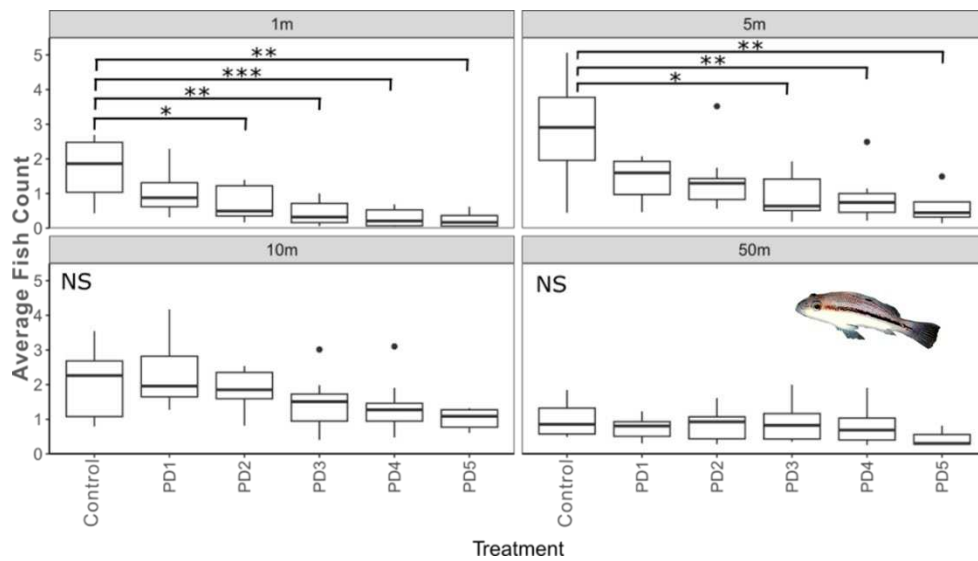 1m
5m
Average Fish Count
5
4
3
2
1
0
**
***
**
*
**
**
*
10m
50m
5
4
3
2
1
0
NS
NS
Control
PD1
PD2
PD3
PD4
PD5
Control
PD1
PD2
PD3
PD4
PD5
Treatment